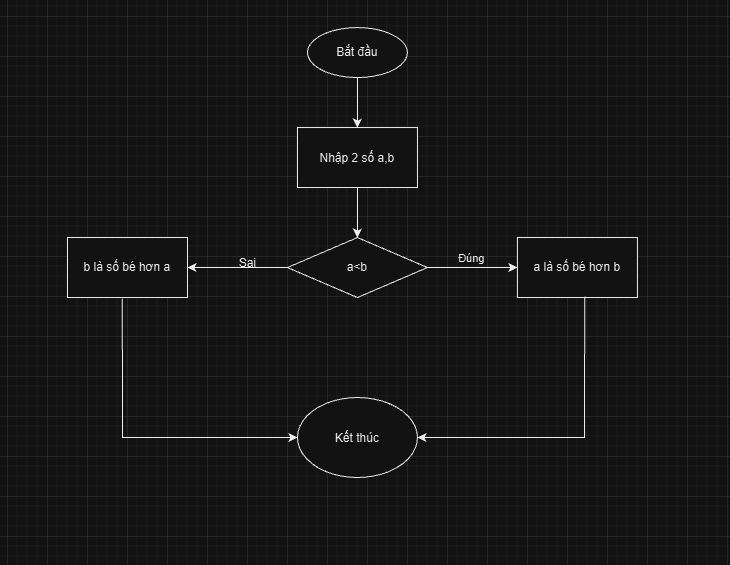 Bắt đầu
Nhập 2 số a,b
Sai
a<b
Đúng
b là số bé hơn a
a là số bé hơn b
Kết thúc